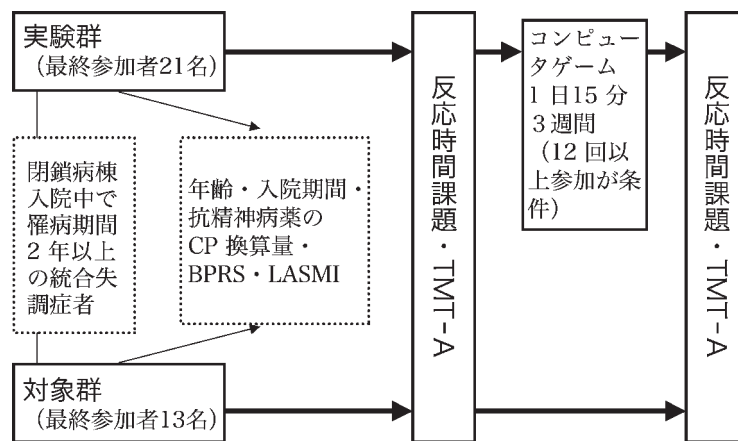 実験群
（最終参加者21名）
閉鎖病棟
入院中で
罹病期間
2 年以上
の統合失
調症者
年齢・入院期間・
抗精神病薬の
CP 換算量・
BPRS・LASMI
対象群
（最終参加者13名）
反応時間課題・TMT-A
コンピュー
タゲーム
1 日15 分
3 週間
（12 回以
上参加が条
件）
反応時間課題・TMT-A